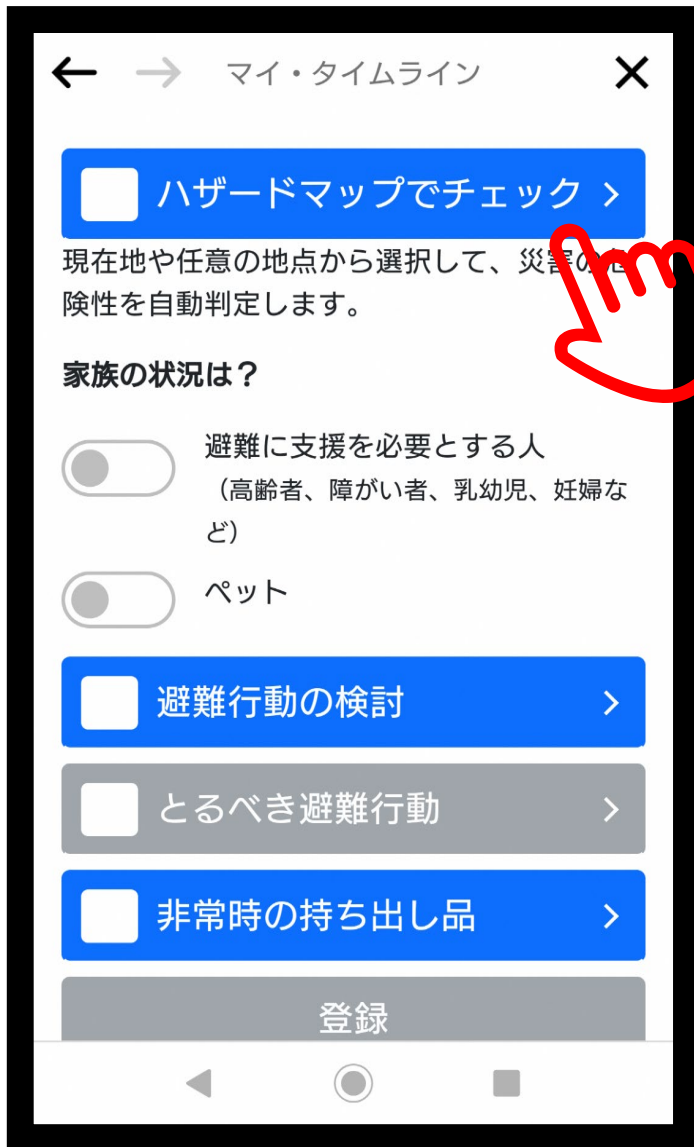 マイ・タイムライン
ハザードマップでチェック
現在地や任意の地点から選択して、災害の危
険性を自動判定します。
家族の状況は？
避難に支援を必要とする人
（高齢者、障がい者、乳幼児、妊婦な
ど）
ペット
避難行動の検討
とるべき避難行動
非常時の持ち出し品
登録